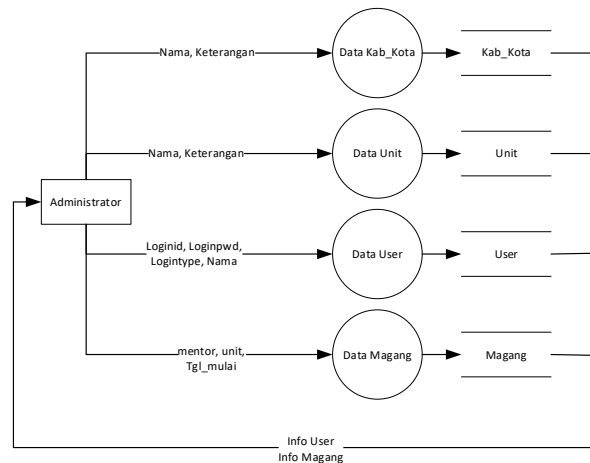 Nama, Keterangan
Data Kab_Kota
Kab_Kota
Nama, Keterangan
Data Unit
Unit
Administrator
Loginid, Loginpwd,
Logintype, Nama
Data User
User
mentor, unit,
Tgl_mulai
Data Magang
Magang
Info User
Info Magang